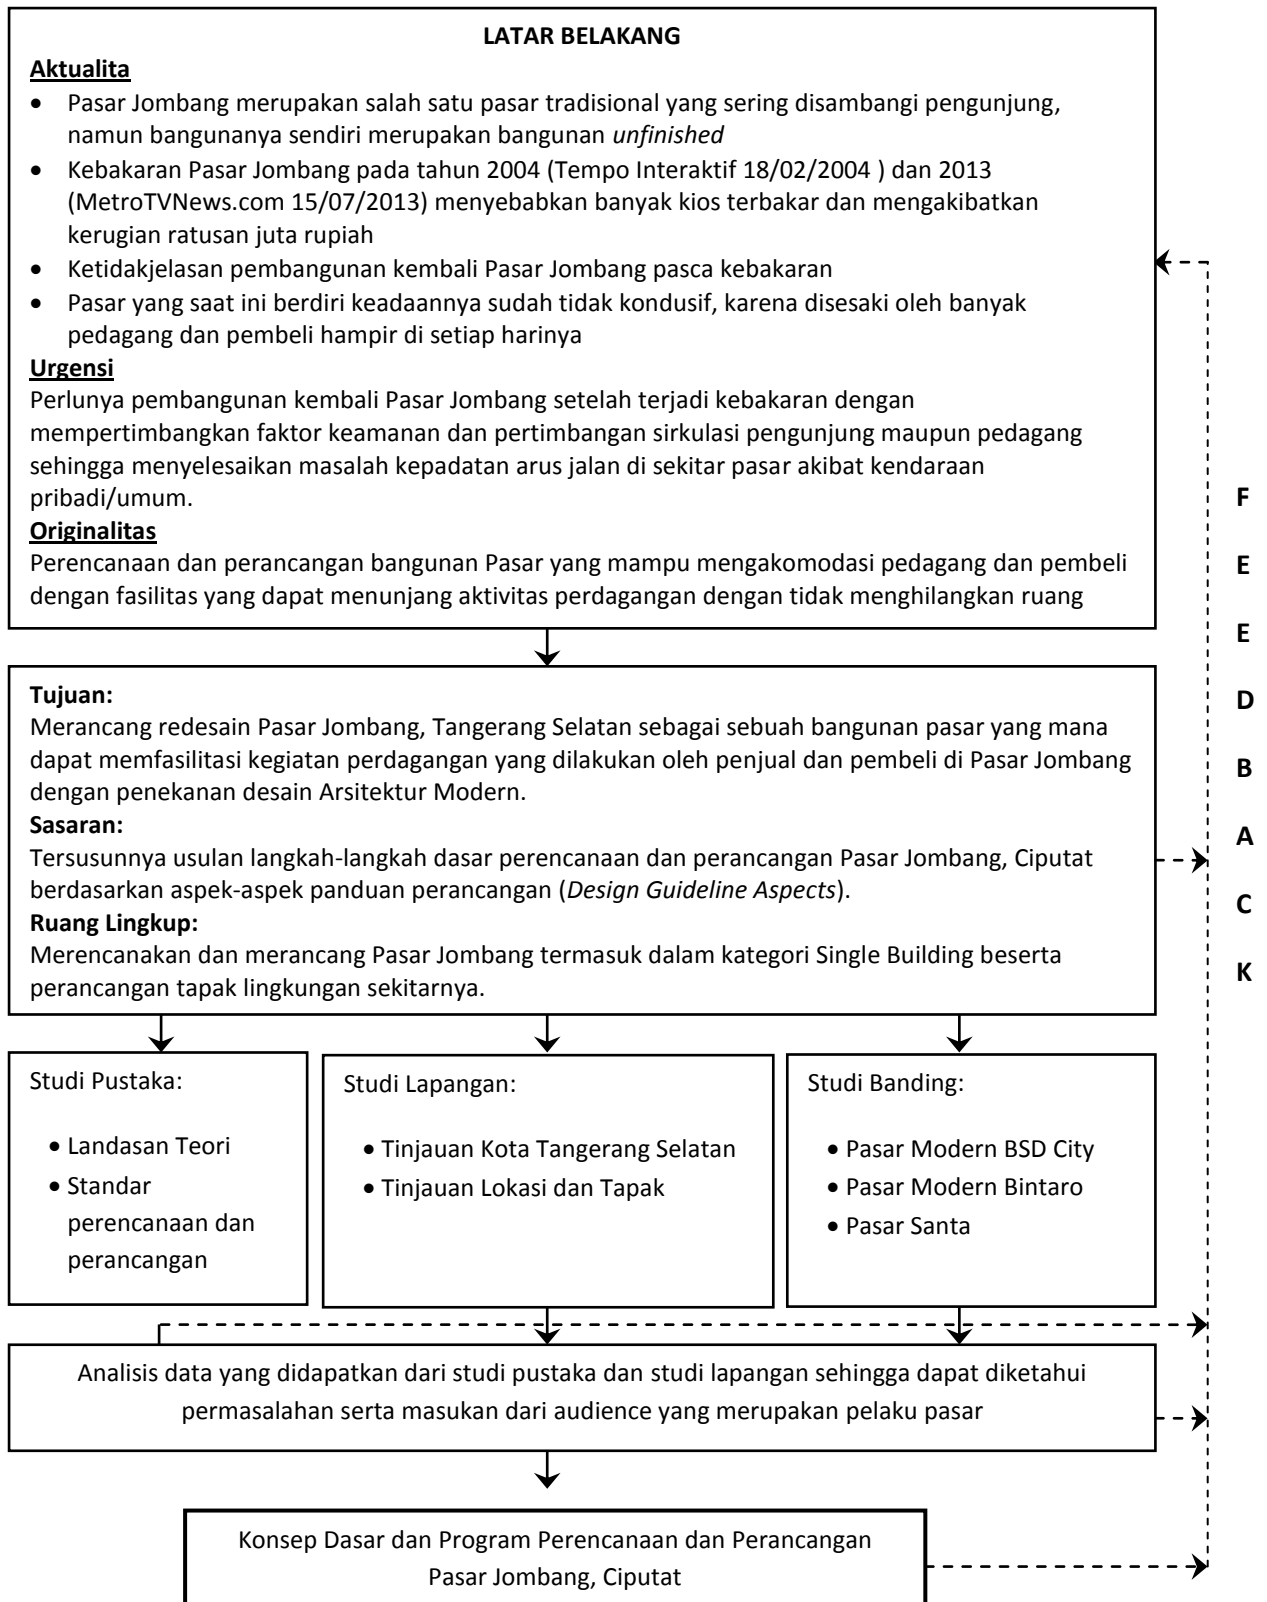 LATAR BELAKANG
Aktualita
• Pasar Jombang merupakan salah satu pasar tradisional yang sering disambangi pengunjung,
namun bangunanya sendiri merupakan bangunan unfinished
• Kebakaran Pasar Jombang pada tahun 2004 (Tempo Interaktif 18/02/2004 ) dan 2013
(MetroTVNews.com 15/07/2013) menyebabkan banyak kios terbakar dan mengakibatkan
kerugian ratusan juta rupiah
• Ketidakjelasan pembangunan kembali Pasar Jombang pasca kebakaran
• Pasar yang saat ini berdiri keadaannya sudah tidak kondusif, karena disesaki oleh banyak
pedagang dan pembeli hampir di setiap harinya
Urgensi
Perlunya pembangunan kembali Pasar Jombang setelah terjadi kebakaran dengan
mempertimbangkan faktor keamanan dan pertimbangan sirkulasi pengunjung maupun pedagang
sehingga menyelesaikan masalah kepadatan arus jalan di sekitar pasar akibat kendaraan
pribadi/umum.
Originalitas
Perencanaan dan perancangan bangunan Pasar yang mampu mengakomodasi pedagang dan pembeli
dengan fasilitas yang dapat menunjang aktivitas perdagangan dengan tidak menghilangkan ruang
Tujuan:
Merancang redesain Pasar Jombang, Tangerang Selatan sebagai sebuah bangunan pasar yang mana
dapat memfasilitasi kegiatan perdagangan yang dilakukan oleh penjual dan pembeli di Pasar Jombang
dengan penekanan desain Arsitektur Modern.
Sasaran:
Tersusunnya usulan langkah-langkah dasar perencanaan dan perancangan Pasar Jombang, Ciputat
berdasarkan aspek-aspek panduan perancangan (Design Guideline Aspects).
Ruang Lingkup:
Merencanakan dan merancang Pasar Jombang termasuk dalam kategori Single Building beserta
perancangan tapak lingkungan sekitarnya.
Studi Pustaka:
• Landasan Teori
• Standar
perencanaan dan
perancangan
Studi Lapangan:
• Tinjauan Kota Tangerang Selatan
• Tinjauan Lokasi dan Tapak
Studi Banding:
• Pasar Modern BSD City
• Pasar Modern Bintaro
• Pasar Santa
Analisis data yang didapatkan dari studi pustaka dan studi lapangan sehingga dapat diketahui
permasalahan serta masukan dari audience yang merupakan pelaku pasar
Konsep Dasar dan Program Perencanaan dan Perancangan
Pasar Jombang, Ciputat
F
E
E
D
B
A
C
K